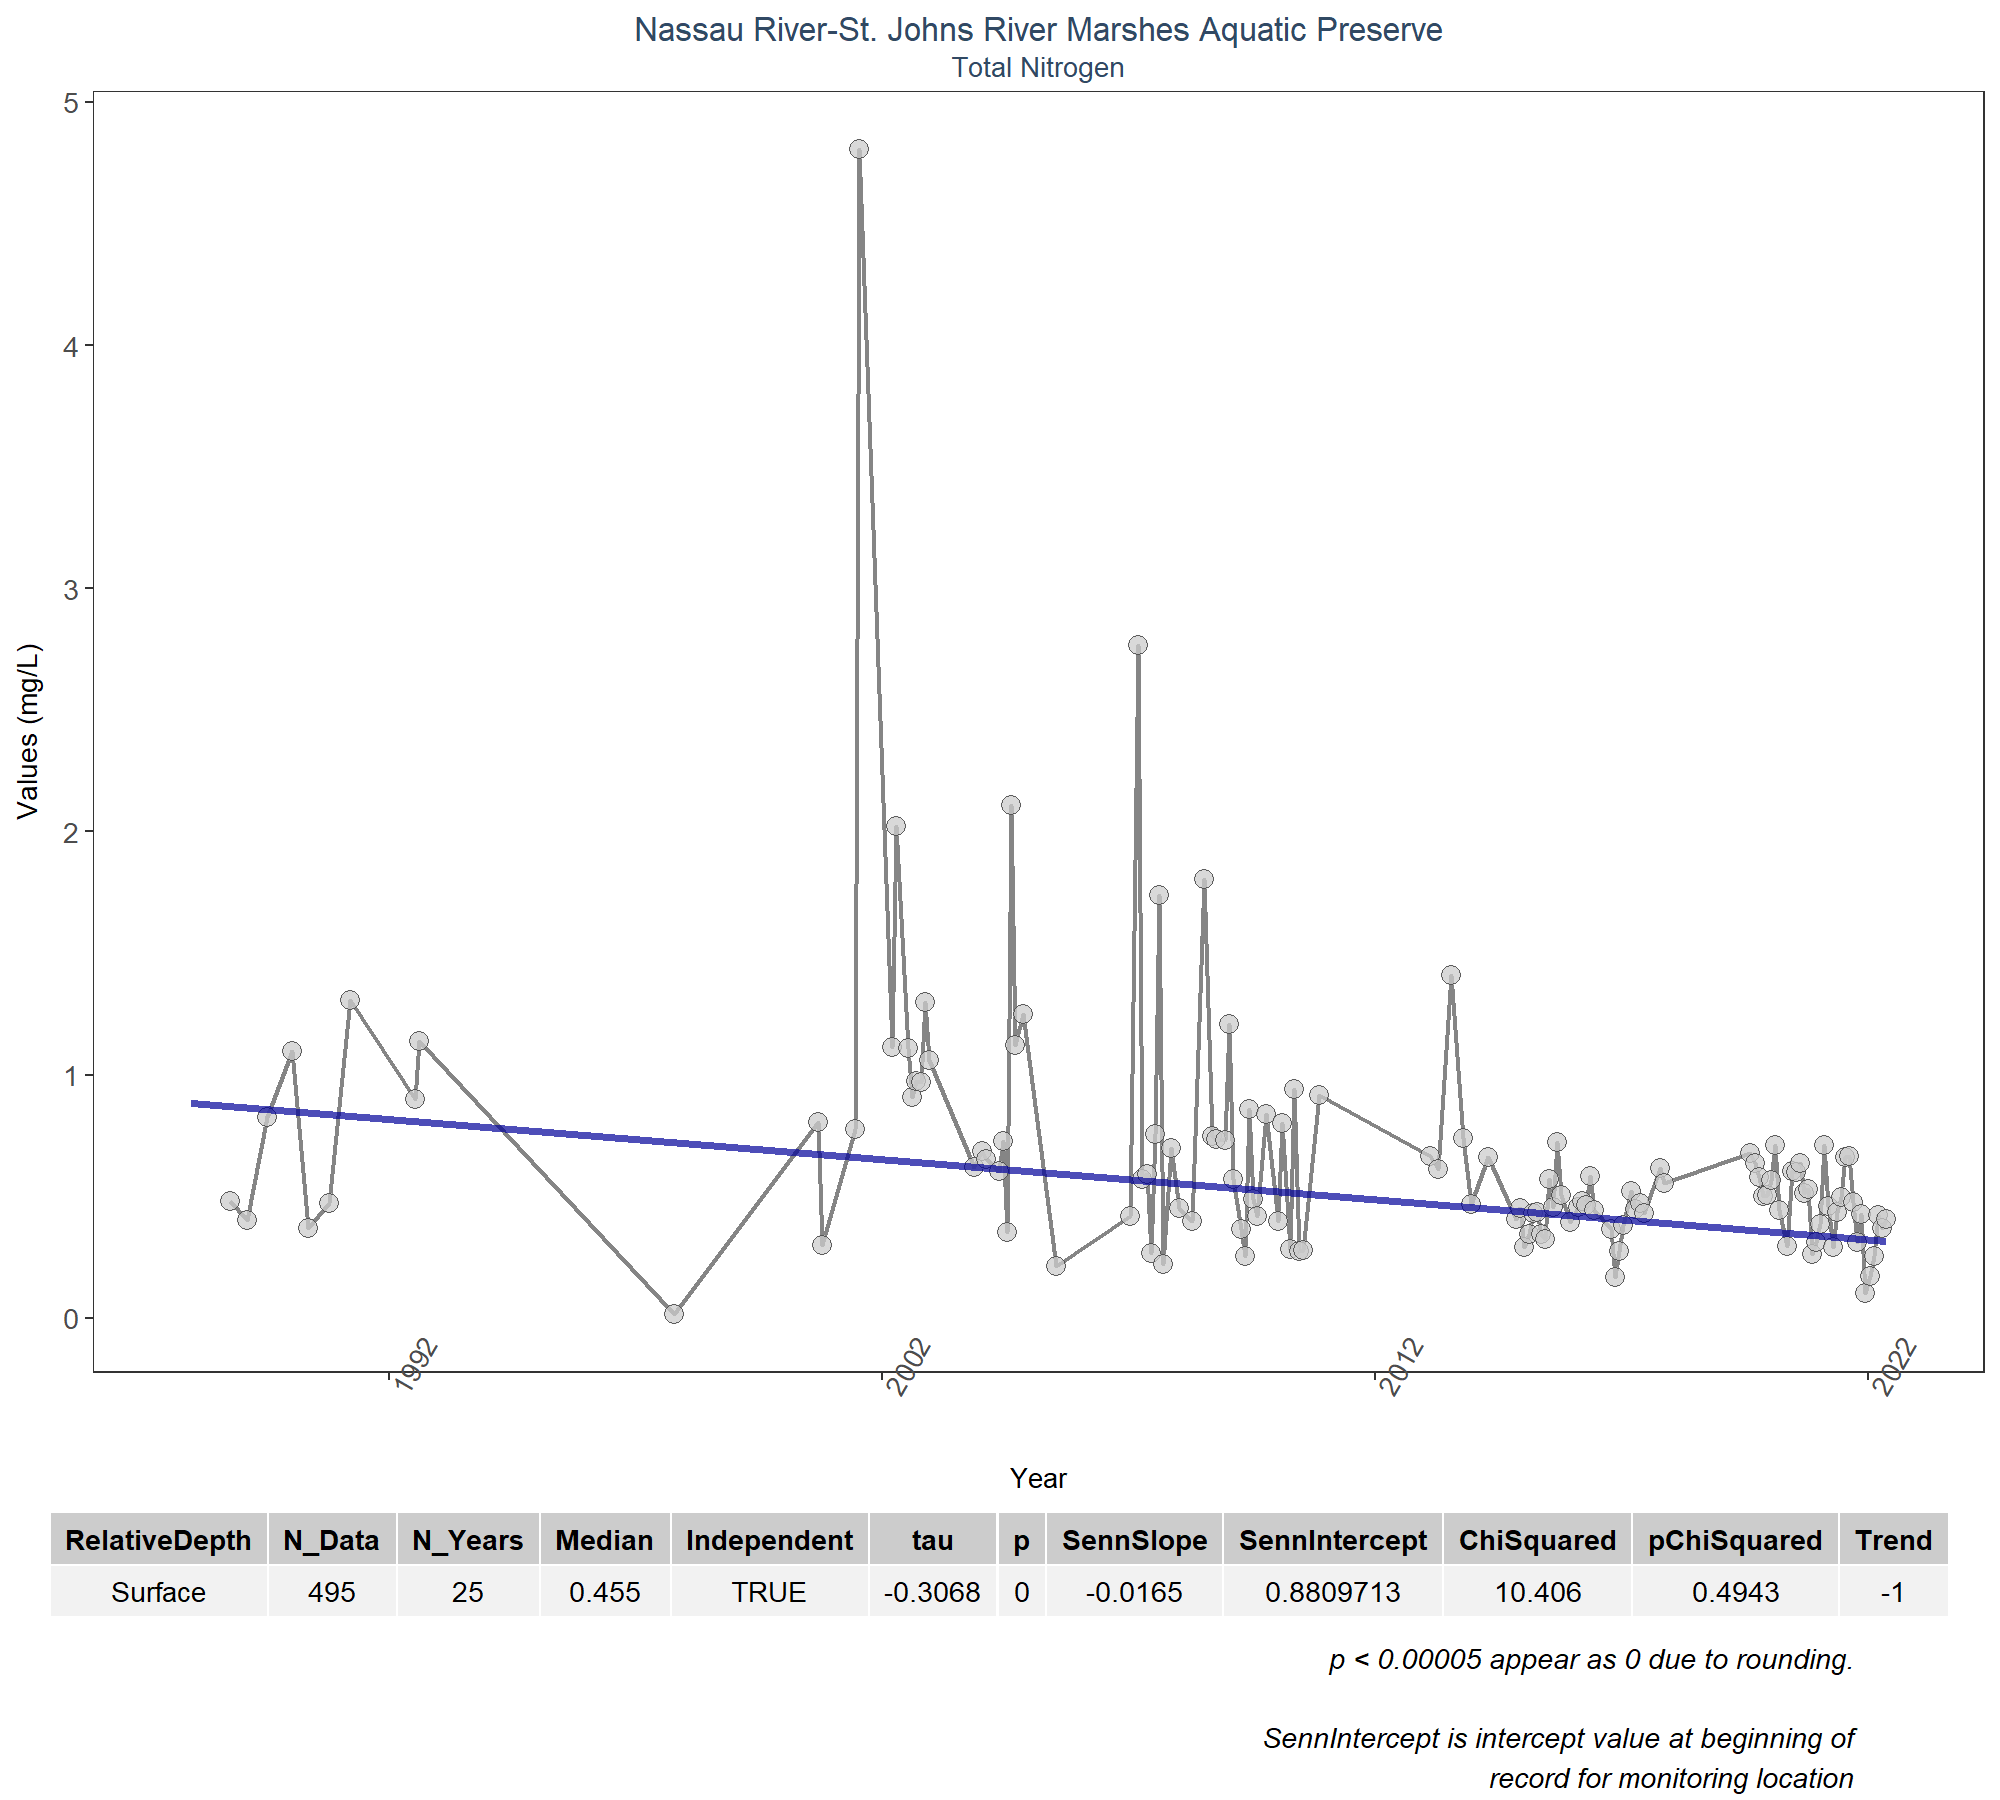 Nassau River-St. Johns River Marshes Aquatic Preserve
Total Nitrogen
5
4
3
2
1
0
Values (mg/L)
1992 2002 2012 2022
Year
RelativeDepth N_Data N_Years Median Independent tau p SennSlope SennIntercept ChiSquared pChiSquared Trend
Surface 495 25 0.455 TRUE -0.3068 0 -0.0165 0.8809713 10.406 0.4943 -1
p < 0.00005 appear as 0 due to rounding.
SennIntercept is intercept value at beginning of
record for monitoring location